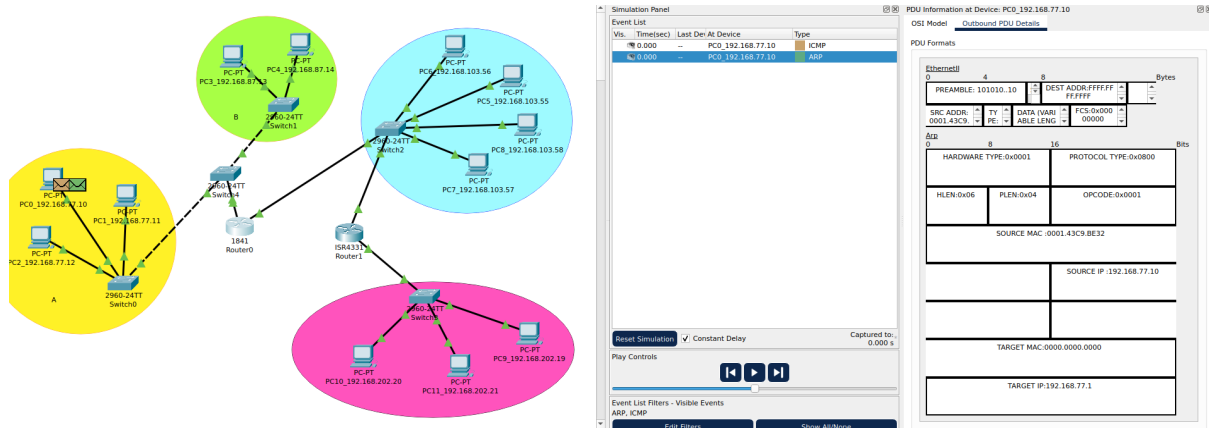 PC-PT
PC4_192.168.87.14
PC-PT
PC3_192.168.87.13
B
2960-24TT
Switch1
PC-PT
PC6_192.168.103.56
PC-PT
PC5_192.168.103.55
2960-24TT
Switch2
PC-PT
PC8_192.168.103.58
PC-PT
PC7_192.168.103.57
2960-24TT
Switch4
PC-PT
PC0_192.168.77.10
PC-PT
PC1_192.168.77.11
PC-PT
PC2_192.168.77.12
A
2960-24TT
Switch0
1841
Router0
ISR4331
Router1
2960-24TT
PC-PT
PC9_192.168.202.19
PC-PT
PC10_192.168.202.20
PC-PT
PC11_192.168.202.21
Simulation Panel
Event List
Vis. Time(sec) Last Dev At Device Type
0.000 -- PC0_192.168.77.10 ICMP
0.000 -- PC0_192.168.77.10 ARP
Reset Simulation Constant Delay Captured to:
0.000 s
Play Controls
Event List Filters - Visible Events
ARP, ICMP
Edit Filters Show All/None
PDU Information at Device: PC0_192.168.77.10
OSI Model Outbound PDU Details
PDU Formats
EthernetII
0 4 8 Bytes
PREAMBLE: 101010..10 DEST ADDR:FFFF.FF
FF.FFFF
SRC ADDR: TY DATA (VARI FCS:0x000
0001.43C9. PE: ABLE LENG 00000
Arp
0 8 16 Bits
HARDWARE TYPE:0x0001 PROTOCOL TYPE:0x0800
HLEN:0x06 PLEN:0x04 OPCODE:0x0001
SOURCE MAC :0001.43C9.BE32
SOURCE IP :192.168.77.10
TARGET MAC:0000.0000.0000
TARGET IP:192.168.77.1